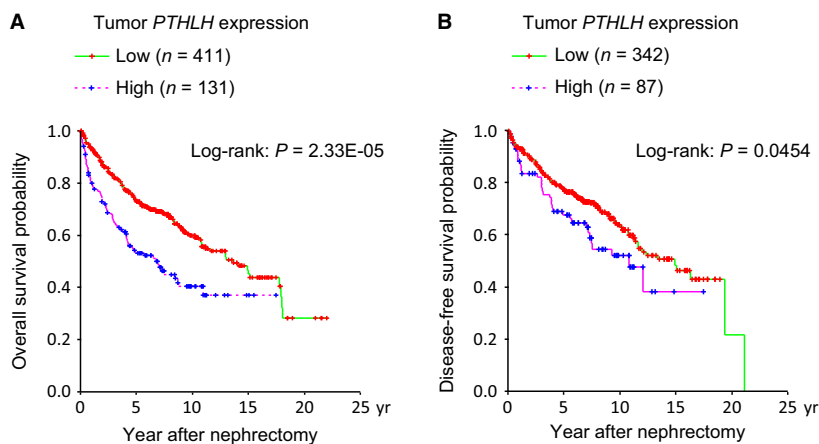 A
Tumor PTHLH expression
Low (n = 411)
High (n = 131)
Log-rank: P = 2.33E-05
Overall survival probability
1.0
0.8
0.6
0.4
0.2
0.0
0 5 10 15 20 25 yr
Year after nephrectomy
B
Tumor PTHLH expression
Low (n = 342)
High (n = 87)
Log-rank: P = 0.0454
Disease-free survival probability
1.0
0.8
0.6
0.4
0.2
0.0
0 5 10 15 20 25 yr
Year after nephrectomy